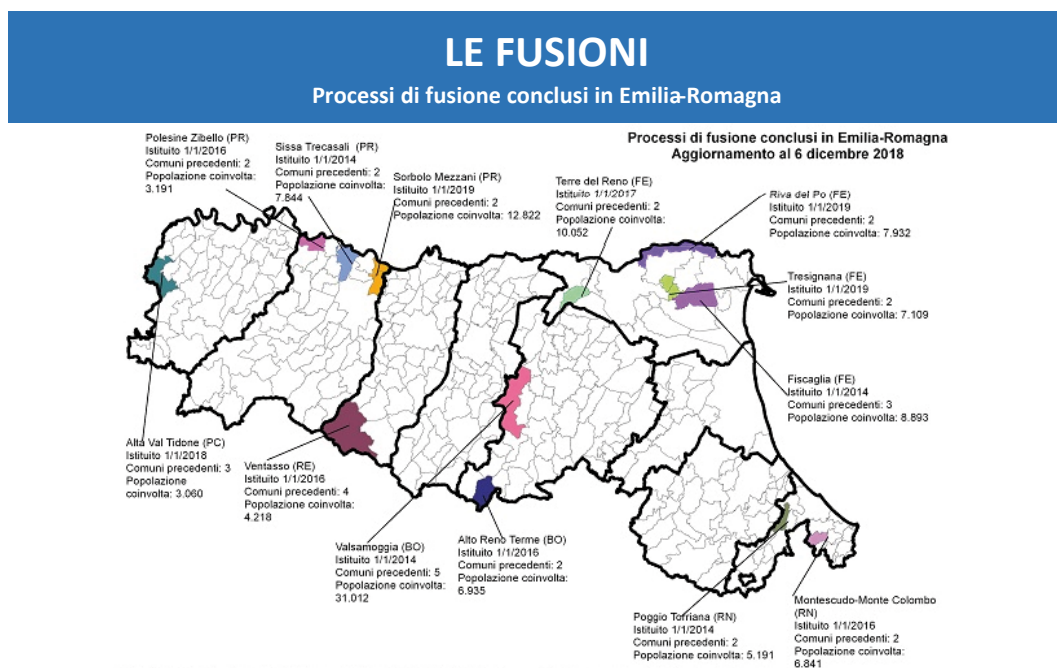 LE FUSIONI
Processi di fusione conclusi in Emilia-Romagna
Processi di fusione conclusi in Emilia-Romagna
Aggiornamento al 6 dicembre 2018
Polesine Zibello (PR)
Istituito 1/1/2016
Comuni precedenti: 2
Popolazione coinvolta:
3.191
Sissa Trecasali (PR)
Istituito 1/1/2014
Comuni precedenti: 2
Popolazione coinvolta:
7.844
Sorbolo Mezzani (PR)
Istituito 1/1/2019
Comuni precedenti: 2
Popolazione coinvolta: 12.822
Terre del Reno (FE)
Istituito 1/1/2017
Comuni precedenti: 2
Popolazione coinvolta:
10.052
Riva del Po (FE)
Istituito 1/1/2019
Comuni precedenti: 2
Popolazione coinvolta: 7.932
Tresignana (FE)
Istituito 1/1/2019
Comuni precedenti: 2
Popolazione coinvolta: 7.109
Fiscaglia (FE)
Istituito 1/1/2014
Comuni precedenti: 3
Popolazione coinvolta: 8.893
Alta Val Tidone (PC)
Istituito 1/1/2018
Comuni precedenti: 3
Popolazione
coinvolta: 3.060
Ventasso (RE)
Istituito 1/1/2016
Comuni precedenti: 4
Popolazione coinvolta:
4.218
Valsamoggia (BO)
Istituito 1/1/2014
Comuni precedenti: 5
Popolazione coinvolta:
31.012
Alto Reno Terme (BO)
Istituito 1/1/2016
Comuni precedenti: 2
Popolazione coinvolta:
6.935
Poggio Torriana (RN)
Istituito 1/1/2014
Comuni precedenti: 2
Popolazione coinvolta: 5.191
Montescudo-Monte Colombo
(RN)
Istituito 1/1/2016
Comuni precedenti: 2
Popolazione coinvolta:
6.841